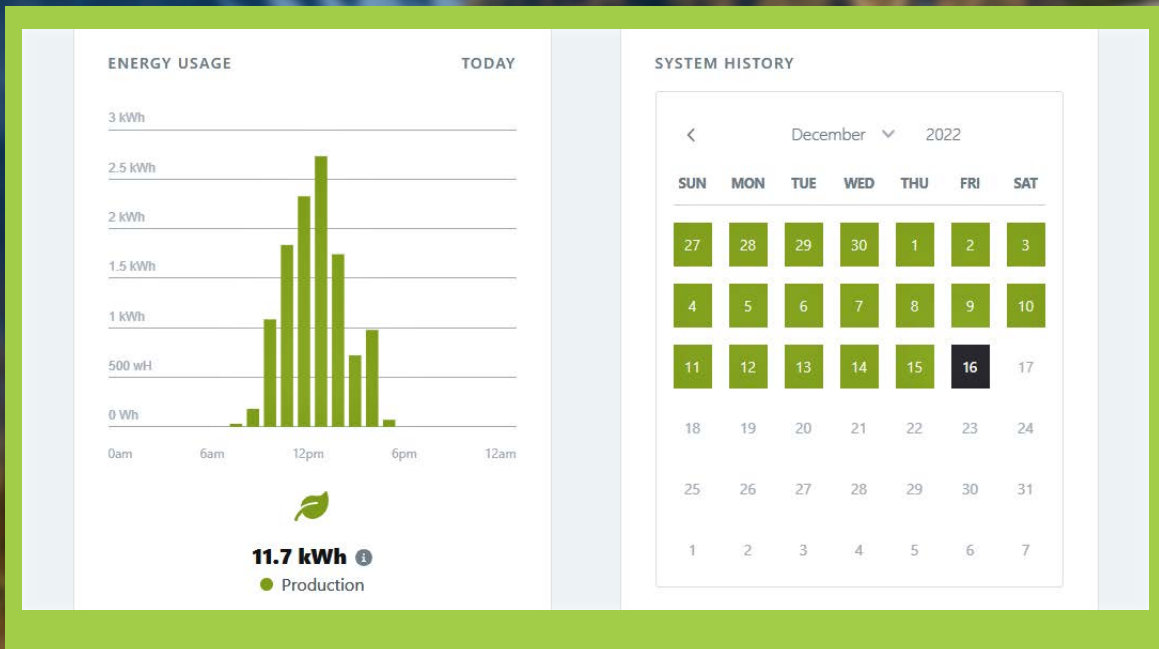 ENERGY USAGE TODAY
3 kWh
2.5 kWh
2 kWh
1.5 kWh
1 kWh
500 wH
0 Wh
0am 6am 12pm 6pm 12am
11.7 kWh i
Production
SYSTEM HISTORY
December 2022
SUN MON TUE WED THU FRI SAT
27 28 29 30 1 2 3
4 5 6 7 8 9 10
11 12 13 14 15 16 17
18 19 20 21 22 23 24
25 26 27 28 29 30 31
1 2 3 4 5 6 7